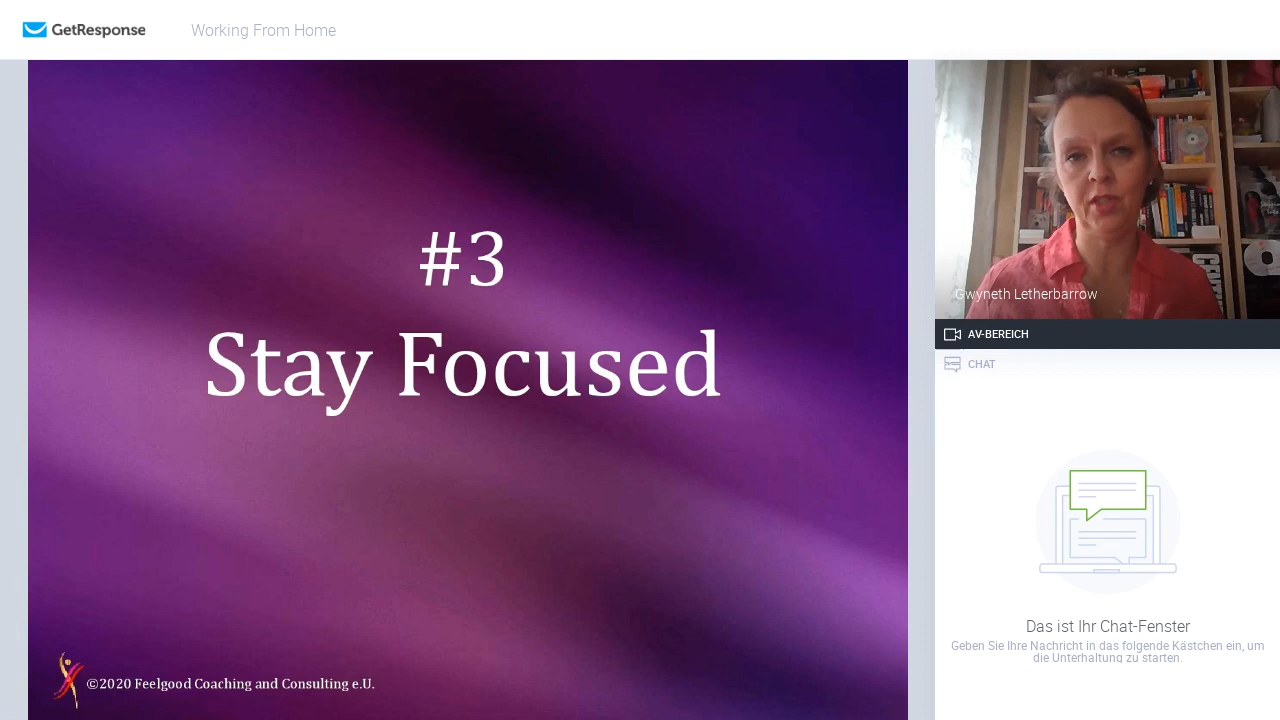 GetResponse
Working From Home
#3
Stay Focused
©2020 Feelgood Coaching and Consulting e.U.
Gwyneth Letherbarrow
AV-BEREICH
CHAT
Das ist Ihr Chat-Fenster
Geben Sie Ihre Nachricht in das folgende Kästchen ein, um
die Unterhaltung zu starten.